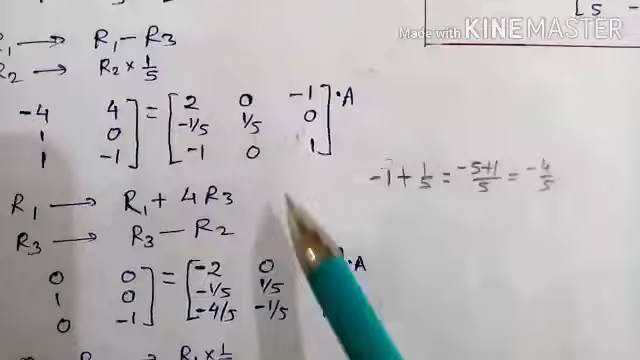 [5 -
Made with KINEMASTER
R1 → R1 - R3
R2 → R2 × 1/5
-4 4 ] = [ 2 0 -1 ] . A
1 0 ] = [ -1/5 1/5 0 ]
1 -1 ] = [ -1 0 1 ]
-1 + 1/5 = -5+1/5 = -4/5
R1 → R1 + 4R3
R3 → R3 - R2
0 0 ] = [ -2 0 ] . A
1 0 ] = [ -1/5 1/5
0 -1 ] = [ -4/5 -1/5
R1 × 1/